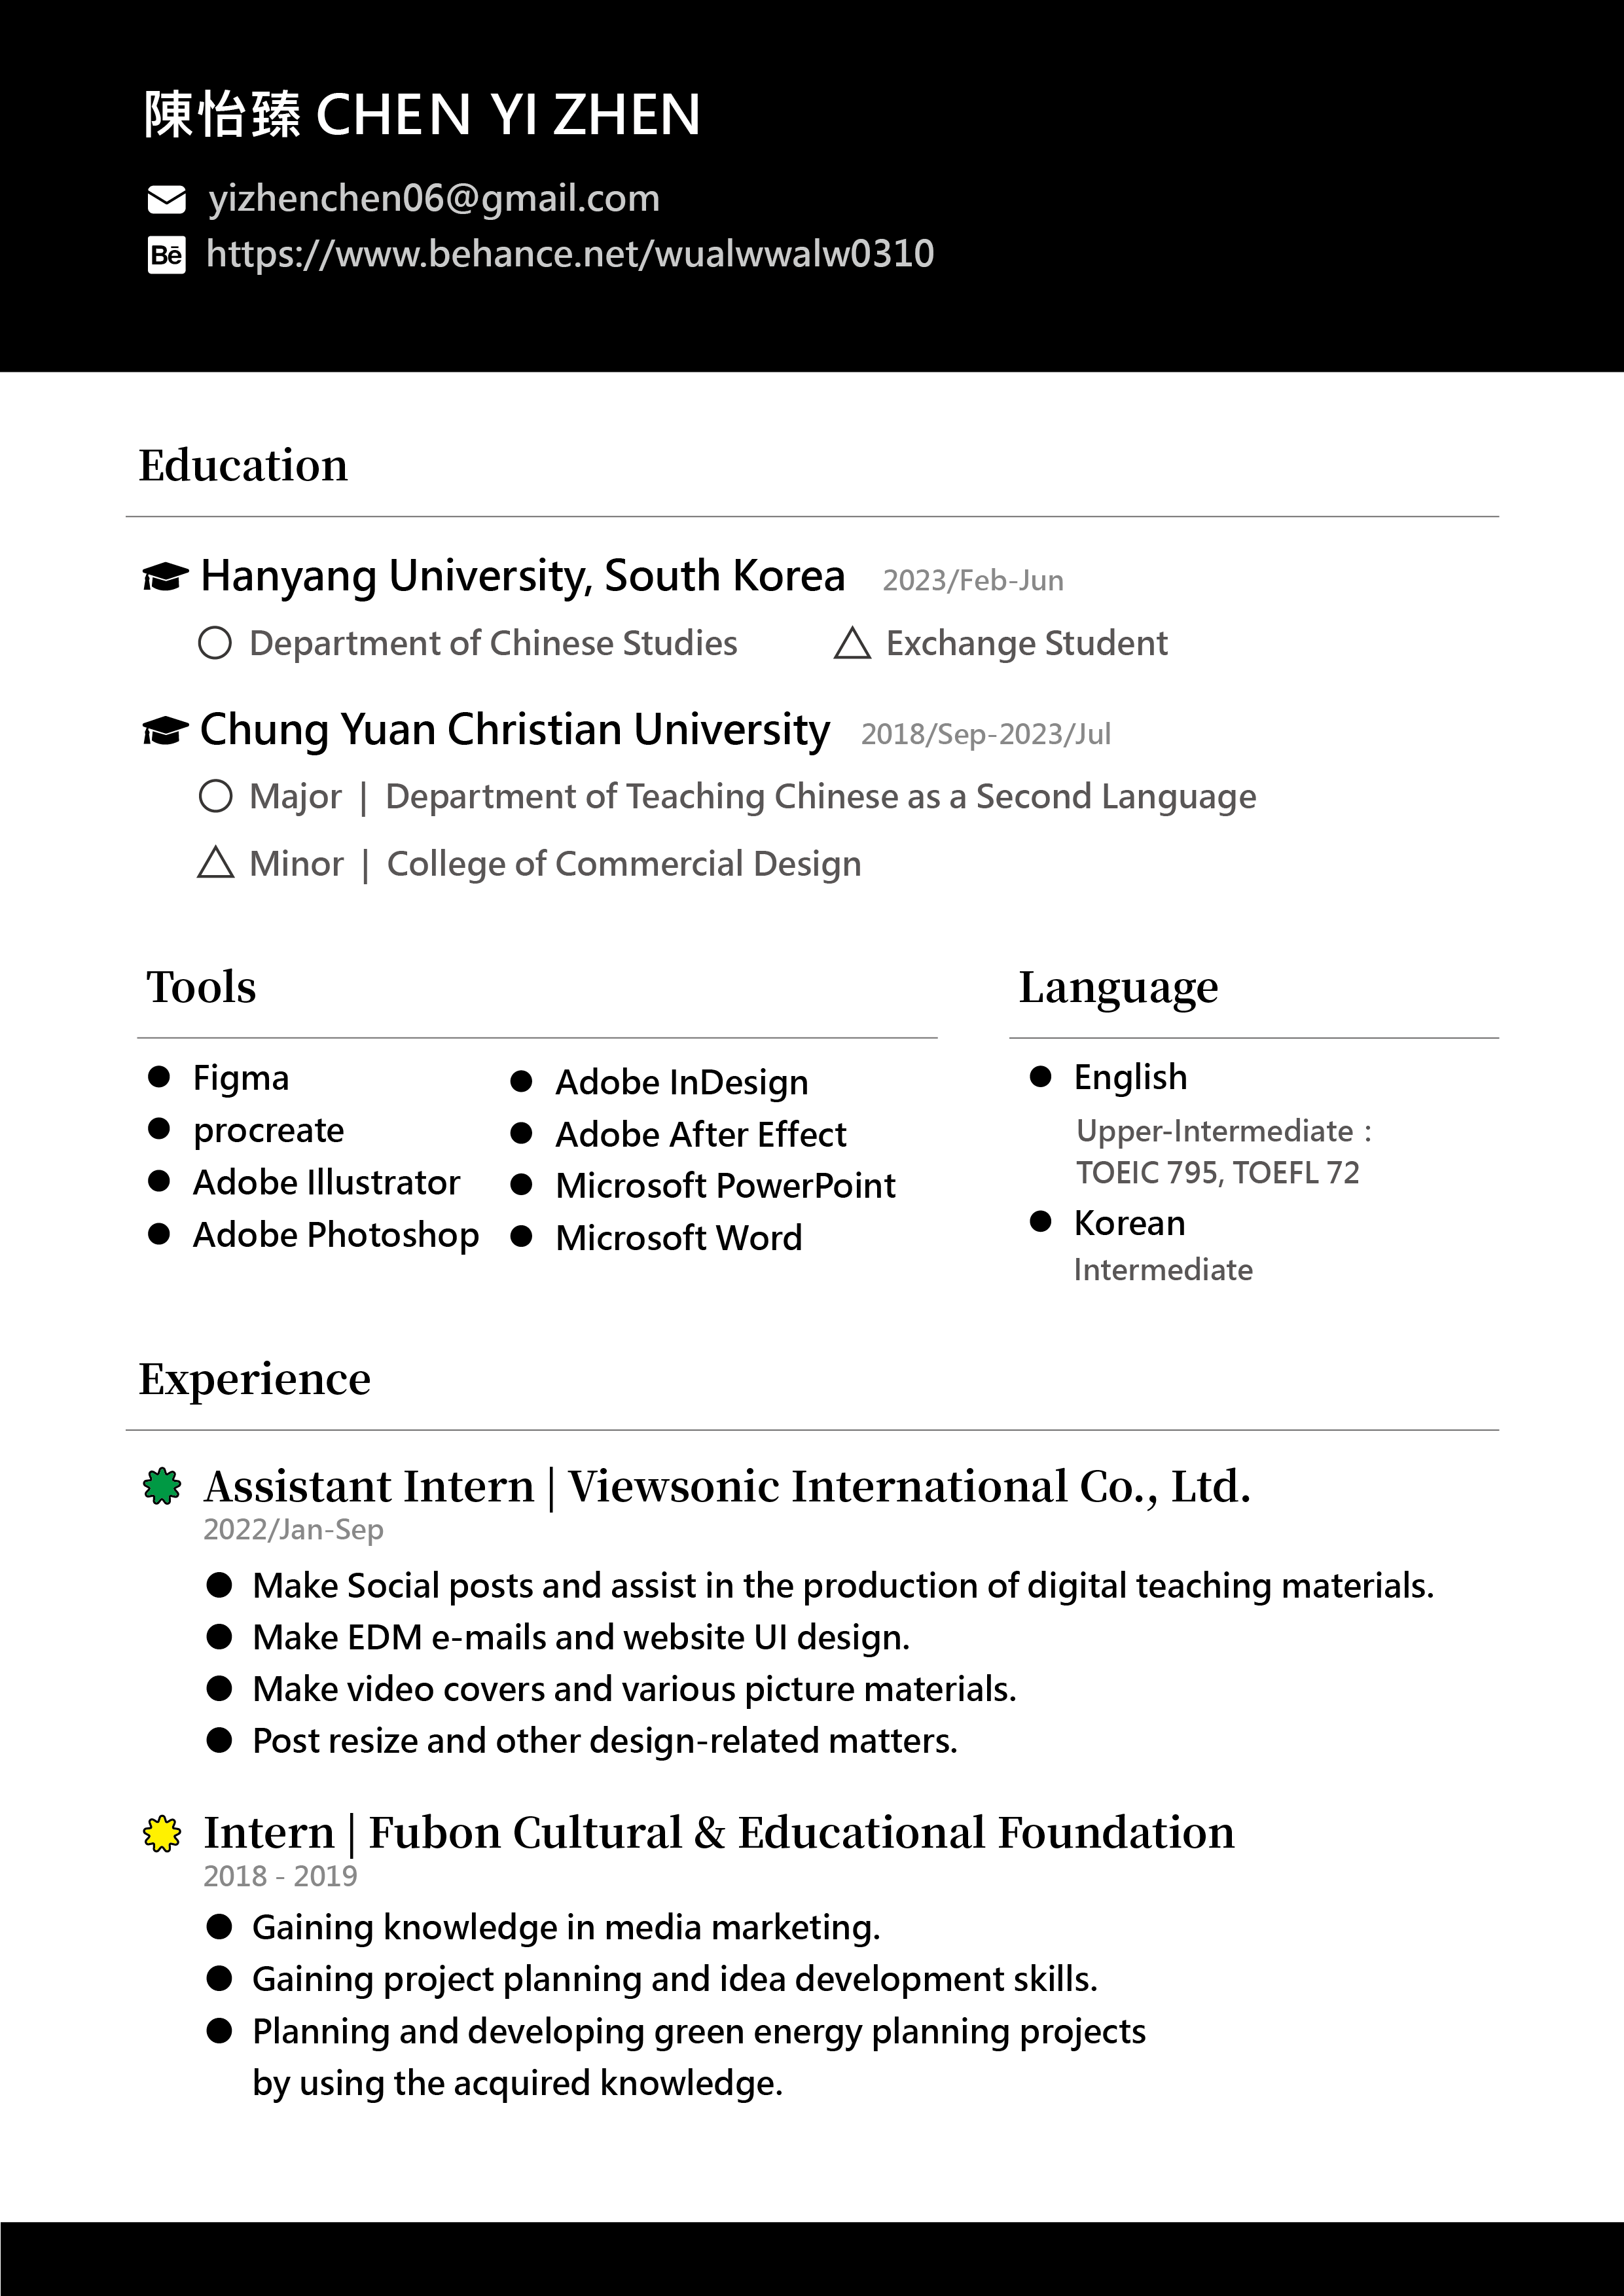 陳怡臻 CHEN YI ZHEN
yizhenchen06@gmail.com
Bē https://www.behance.net/wualwwalw0310
Education
Hanyang University, South Korea 2023/Feb-Jun
Department of Chinese Studies Exchange Student
Chung Yuan Christian University 2018/Sep-2023/Jul
Major | Department of Teaching Chinese as a Second Language
Minor | College of Commercial Design
Tools
Figma
procreate
Adobe Illustrator
Adobe Photoshop
Adobe InDesign
Adobe After Effect
Microsoft PowerPoint
Microsoft Word
Language
English
Upper-Intermediate :
TOEIC 795, TOEFL 72
Korean
Intermediate
Experience
Assistant Intern | Viewsonic International Co., Ltd.
2022/Jan-Sep
Make Social posts and assist in the production of digital teaching materials.
Make EDM e-mails and website UI design.
Make video covers and various picture materials.
Post resize and other design-related matters.
Intern | Fubon Cultural & Educational Foundation
2018 - 2019
Gaining knowledge in media marketing.
Gaining project planning and idea development skills.
Planning and developing green energy planning projects
by using the acquired knowledge.